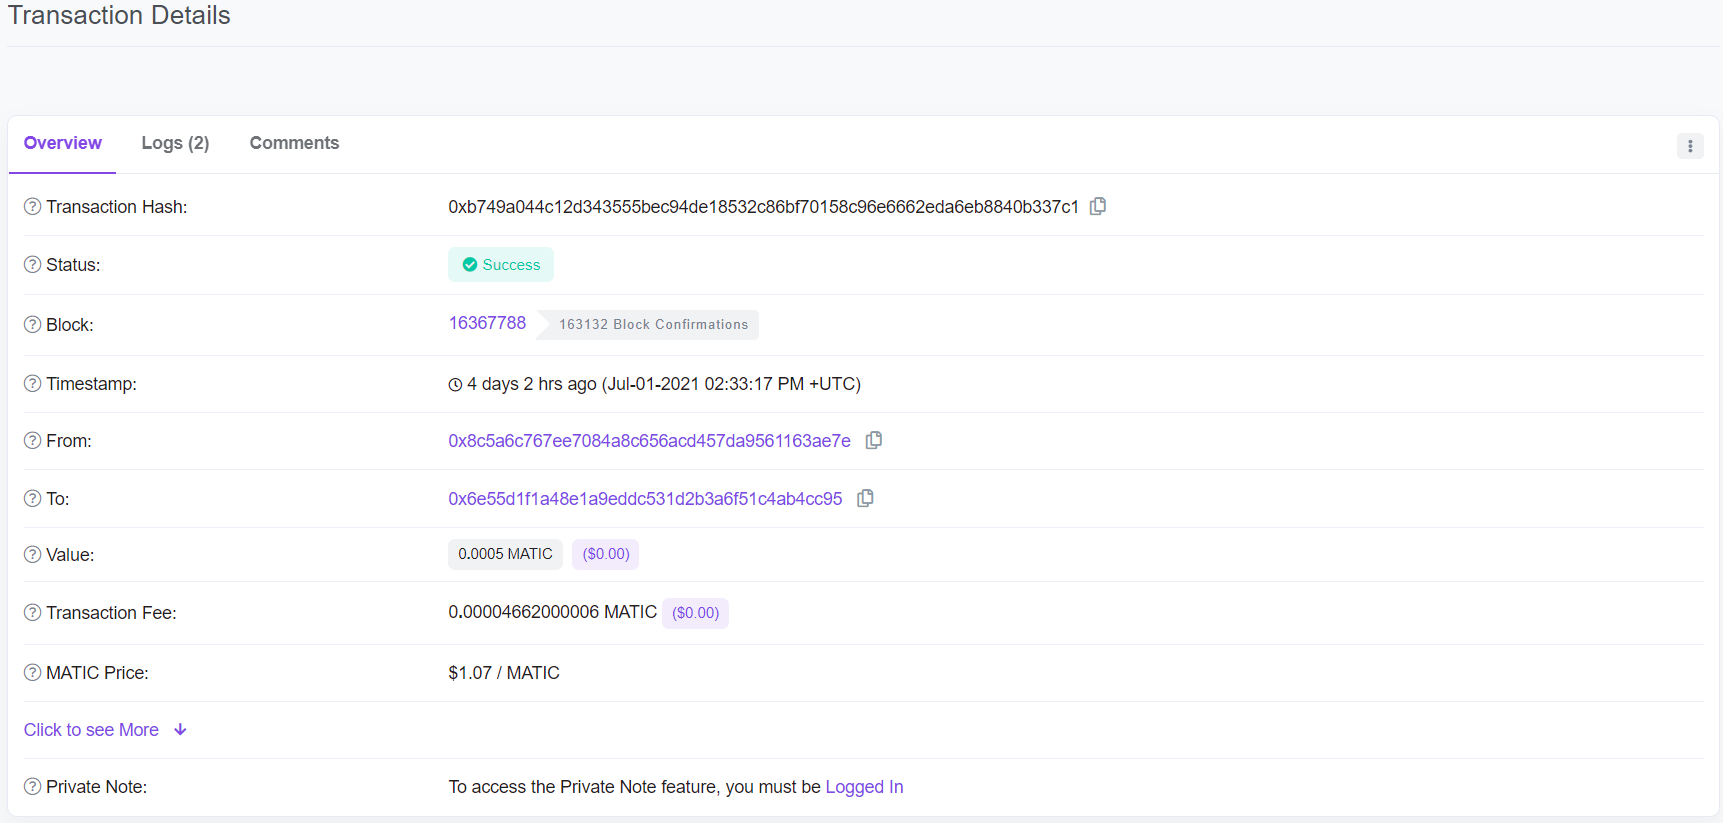 Transaction Details
Overview Logs (2) Comments
Transaction Hash: 0xb749a044c12d343555bec94de18532c86bf70158c96e6662eda6eb8840b337c1
Status: Success
Block: 16367788 163132 Block Confirmations
Timestamp: 4 days 2 hrs ago (Jul-01-2021 02:33:17 PM +UTC)
From: 0x8c5a6c767ee7084a8c656acd457da9561163ae7e
To: 0x6e55d1f1a48e1a9eddc531d2b3a6f51c4ab4cc95
Value: 0.0005 MATIC ($0.00)
Transaction Fee: 0.00004662000006 MATIC ($0.00)
MATIC Price: $1.07 / MATIC
Click to see More
Private Note: To access the Private Note feature, you must be Logged In